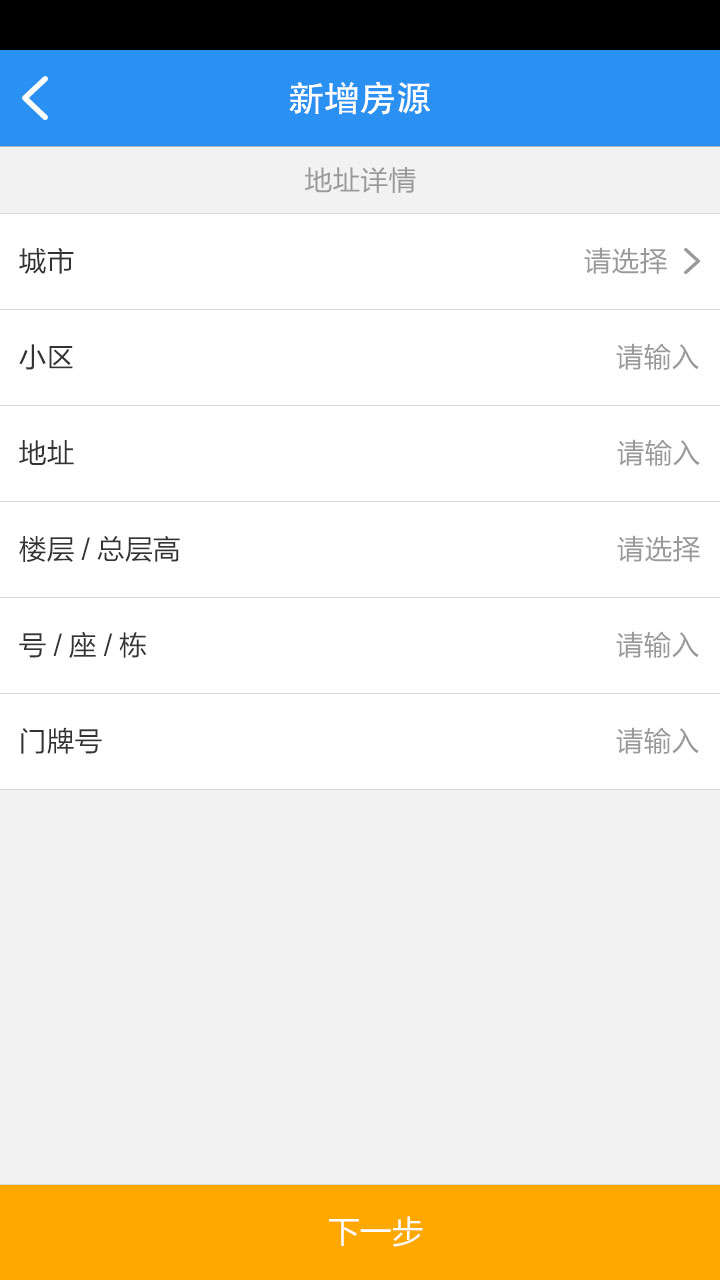 新增房源
地址详情
城市 请选择
小区 请输入
地址 请输入
楼层 / 总层高 请选择
号 / 座 / 栋 请输入
门牌号 请输入
下一步